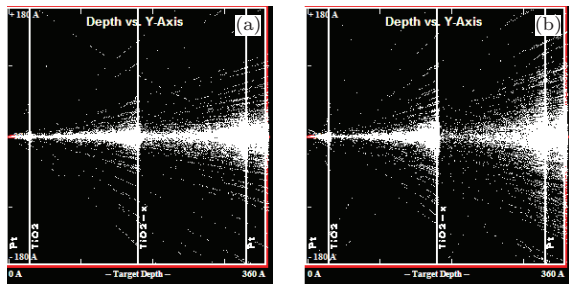 +180 A
Depth vs. Y-Axis
(a)
Pt
TiO2
TiO2-x
Pt
-180 A
0 A
-- Target Depth --
360 A
+180 A
Depth vs. Y-Axis
(b)
Pt
TiO2
TiO2-x
Pt
-180 A
0 A
-- Target Depth --
360 A